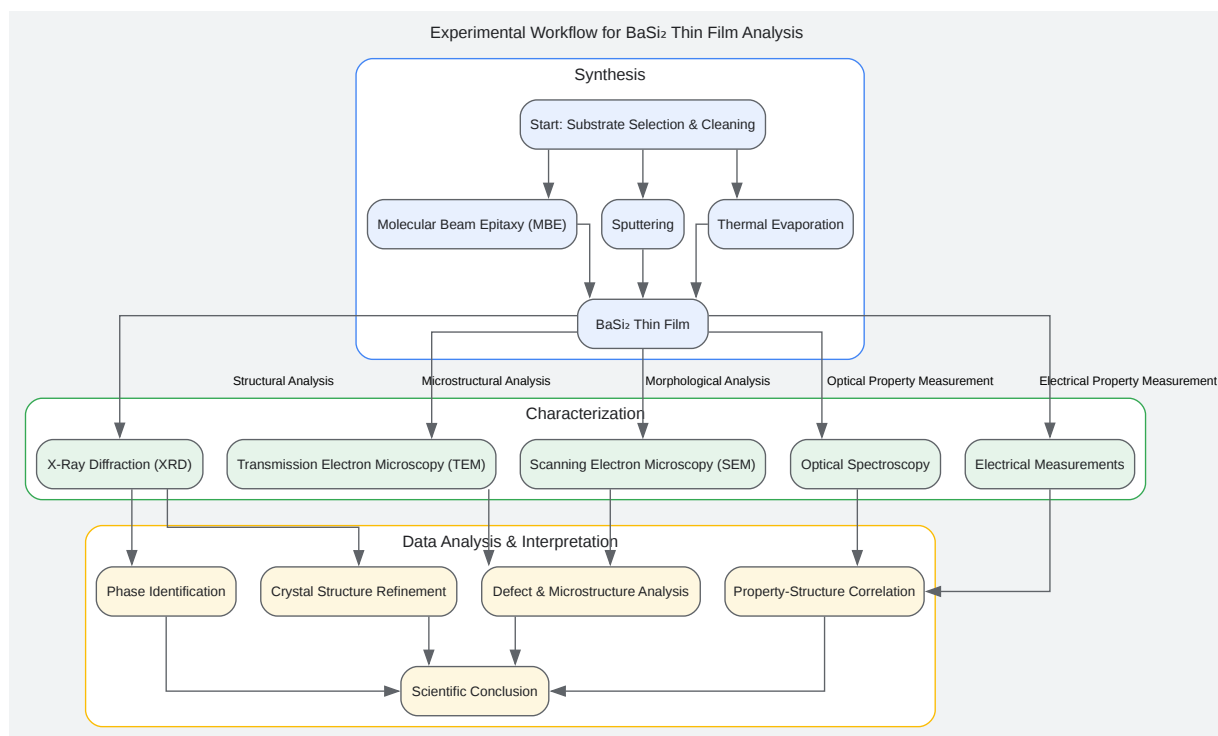 Experimental Workflow for BaSi₂ Thin Film Analysis
Synthesis
Start: Substrate Selection & Cleaning
Molecular Beam Epitaxy (MBE)
Sputtering
Thermal Evaporation
BaSi₂ Thin Film
Structural Analysis
Microstructural Analysis
Morphological Analysis
Optical Property Measurement
Electrical Property Measurement
Characterization
X-Ray Diffraction (XRD)
Transmission Electron Microscopy (TEM)
Scanning Electron Microscopy (SEM)
Optical Spectroscopy
Electrical Measurements
Data Analysis & Interpretation
Phase Identification
Crystal Structure Refinement
Defect & Microstructure Analysis
Property-Structure Correlation
Scientific Conclusion